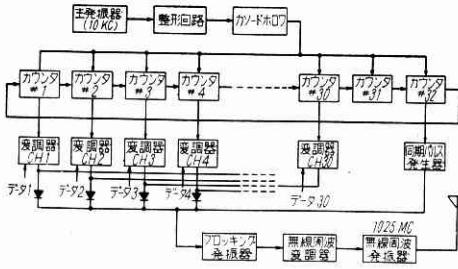 主発振器
(10 KC)
整形回路
カソードホロワ
カウンタ
#1
カウンタ
#2
カウンタ
#3
カウンタ
#4
カウンタ
#30
カウンタ
#31
カウンタ
#32
変調器
CH1
変調器
CH2
変調器
CH3
変調器
CH4
変調器
CH30
同期パルス
発生器
データ1
データ2
データ3
データ4
データ30
ブロッキング
発振器
無線周波
変調器
1025 MC
無線周波
発振器